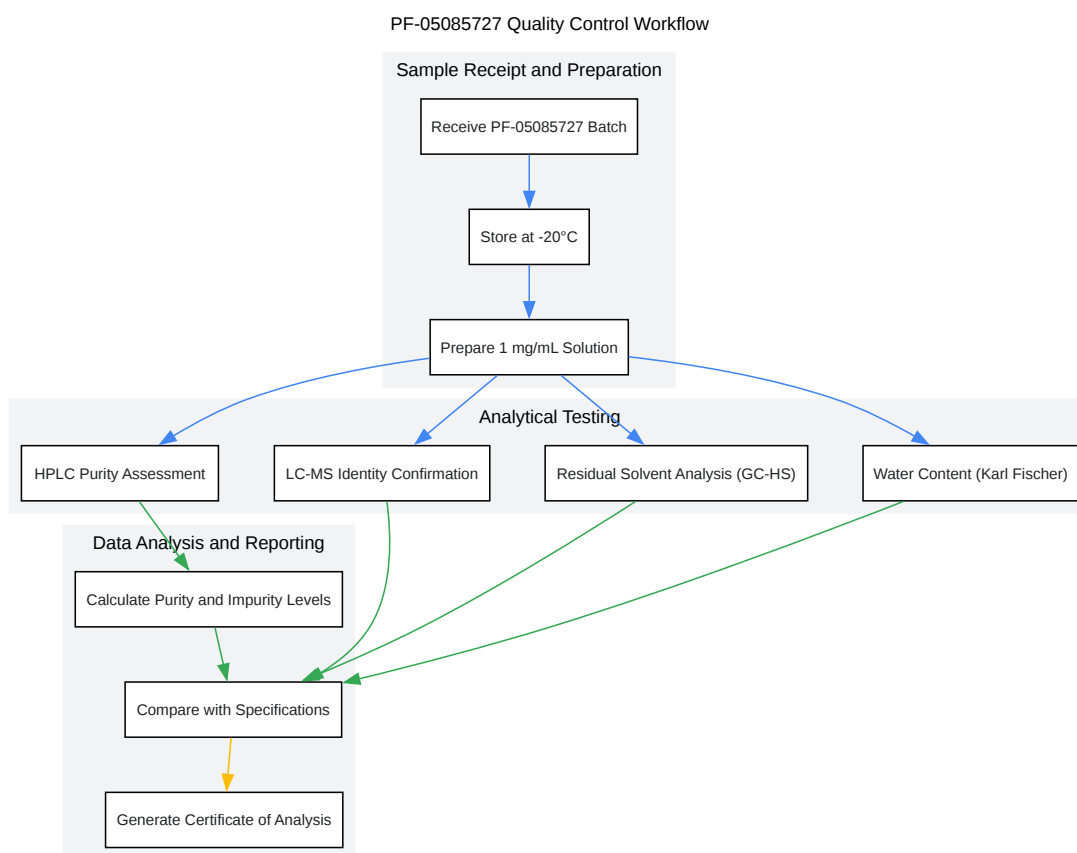 PF-05085727 Quality Control Workflow
Sample Receipt and Preparation
Receive PF-05085727 Batch
Store at -20°C
Prepare 1 mg/mL Solution
Analytical Testing
HPLC Purity Assessment
LC-MS Identity Confirmation
Residual Solvent Analysis (GC-HS)
Water Content (Karl Fischer)
Data Analysis and Reporting
Calculate Purity and Impurity Levels
Compare with Specifications
Generate Certificate of Analysis